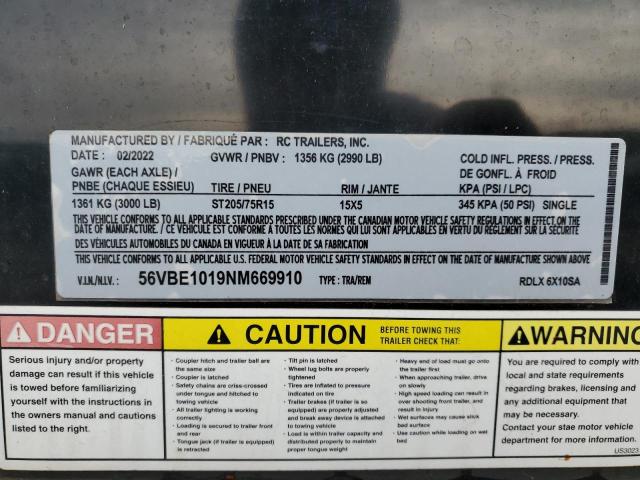 MANUFACTURED BY / FABRIQUÉ PAR : RC TRAILERS, INC.
DATE : 02/2022 GVWR / PNBV : 1356 KG (2990 LB) COLD INFL. PRESS. / PRESS.
GAWR (EACH AXLE) / DE GONFL. À FROID
PNBE (CHAQUE ESSIEU) TIRE / PNEU RIM / JANTE KPA (PSI / LPC)
1361 KG (3000 LB) ST205/75R15 15X5 345 KPA (50 PSI) SINGLE
THIS VEHICLE CONFORMS TO ALL APPLICABLE STANDARDS PRESCRIBED UNDER THE CANADIAN MOTOR VEHICLE SAFETY REGULATIONS IN EFFECT ON
THE DATE OF MANUFACTURE. / CE VÉHICULE EST CONFORME À TOUTES LES NORMES QUI LUI SONT APPLICABLES EN VERTU DU RÈGLEMENT SUR LA
SÉCURITÉ DES VÉHICULES AUTOMOBILES DU CANADA EN VIGUEUR À LA DATE DE SA FABRICATION
THIS VEHICLE CONFORMS TO ALL APPLICABLE U.S. FEDERAL MOTOR VEHICLE SAFETY STANDARDS IN EFFECT ON THE DATE OF MANUFACTURE SHOWN ABOVE.
V.I.N./N.I.V. : 56VBE1019NM669910 TYPE : TRA/REM RDLX 6X10SA
DANGER
Serious injury and/or property
damage can result if this vehicle
is towed before familiarizing
yourself with the instructions in
the owners manual and cautions
listed to the right.
CAUTION
BEFORE TOWING THIS
TRAILER CHECK THAT:
• Coupler hitch and trailer ball are
the same size
• Coupler is latched
• Safety chains are criss-crossed
under tongue and hitched to
towing vehicle
• All trailer lighting is working
correctly
• Loading is secured to trailer front
and rear
• Tongue jack (if trailer is equipped)
is retracted
• Tilt pin is latched
• Wheel lug bolts are properly
tightened
• Tires are inflated to pressure
indicated on tire
• Trailer brakes (if trailer is so
equipped) are properly adjusted
and break away device is attached
to towing vehicle
• Load is within trailer capacity and
distributed properly to maintain
proper tongue weight
• Heavy end of load must go onto
the trailer first
• When approaching trailer, drive
on slowly
• High speed loading can result in
over shooting front trailer, and
result in injury
• Wet surfaces may cause slick
bed surface
• Use caution while loading on wet
bed
WARNING
You are required to comply with
local and state requirements
regarding brakes, licensing and
any additional equipment that
may be necessary.
Contact your stae motor vehicle
department for more information.
US3023